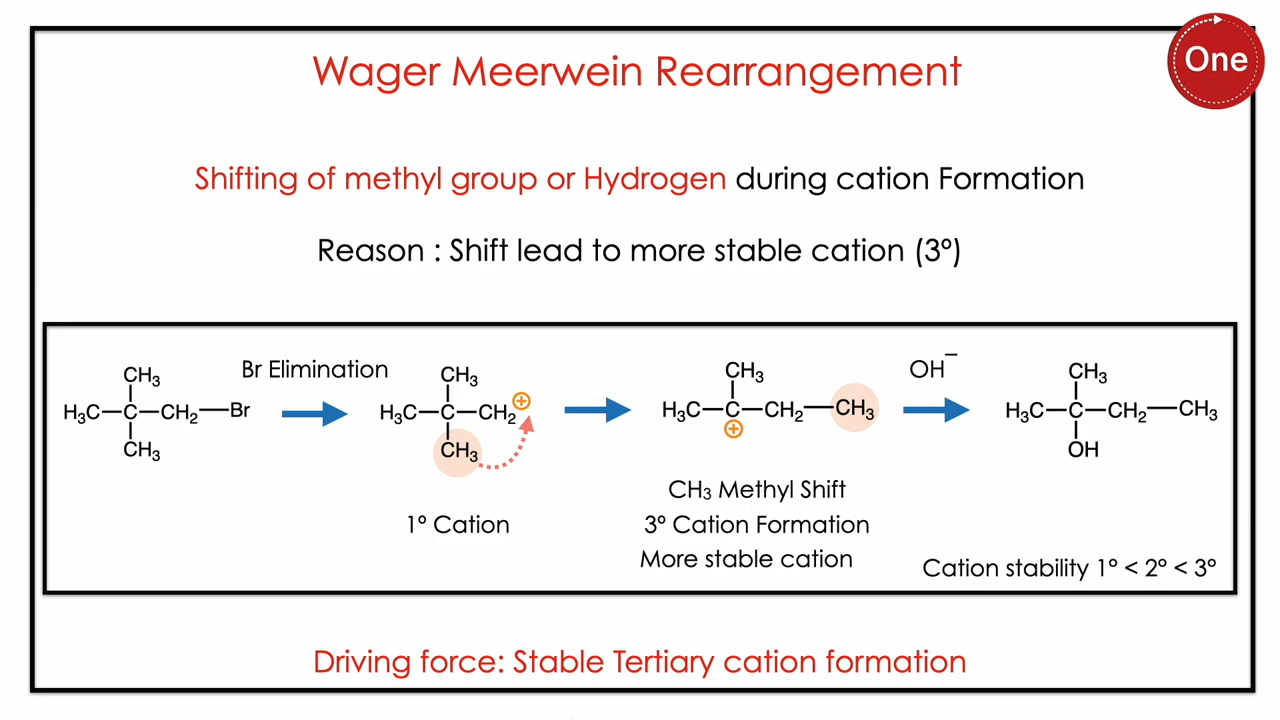 One
Wager Meerwein Rearrangement
Shifting of methyl group or Hydrogen during cation Formation
Reason : Shift lead to more stable cation (3º)
Br Elimination
OH⁻
CH₃
H₃C—C—CH₂—Br
CH₃
CH₃
H₃C—C—CH₂ ⊕
CH₃
CH₃
H₃C—C—CH₂—CH₃
⊕
CH₃
H₃C—C—CH₂—CH₃
OH
1º Cation
CH₃ Methyl Shift
3º Cation Formation
More stable cation
Cation stability 1º < 2º < 3º
Driving force: Stable Tertiary cation formation